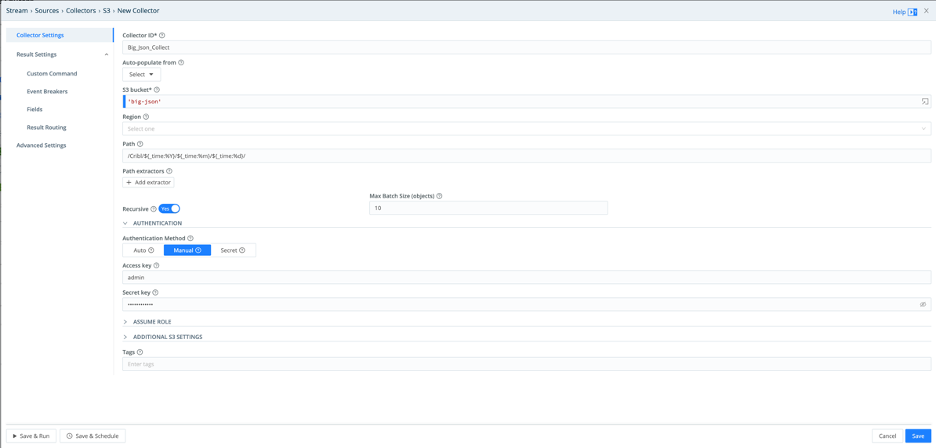 Stream › Sources › Collectors › S3 › New Collector
Help
X
Collector Settings
Result Settings
Custom Command
Event Breakers
Fields
Result Routing
Advanced Settings
Collector ID* ?
Big_Json_Collect
Auto-populate from ?
Select
S3 bucket* ?
'big-json'
Region ?
Select one
Path ?
/Cribl/${_time:%Y}/${_time:%m}/${_time:%d}/
Path extractors ?
+ Add extractor
Recursive ? Yes
Max Batch Size (objects) ?
10
AUTHENTICATION
Authentication Method ?
Auto ? Manual ? Secret ?
Access key ?
admin
Secret key ?
•••••••••••••
ASSUME ROLE
ADDITIONAL S3 SETTINGS
Tags ?
Enter tags
Save & Run Save & Schedule Cancel Save